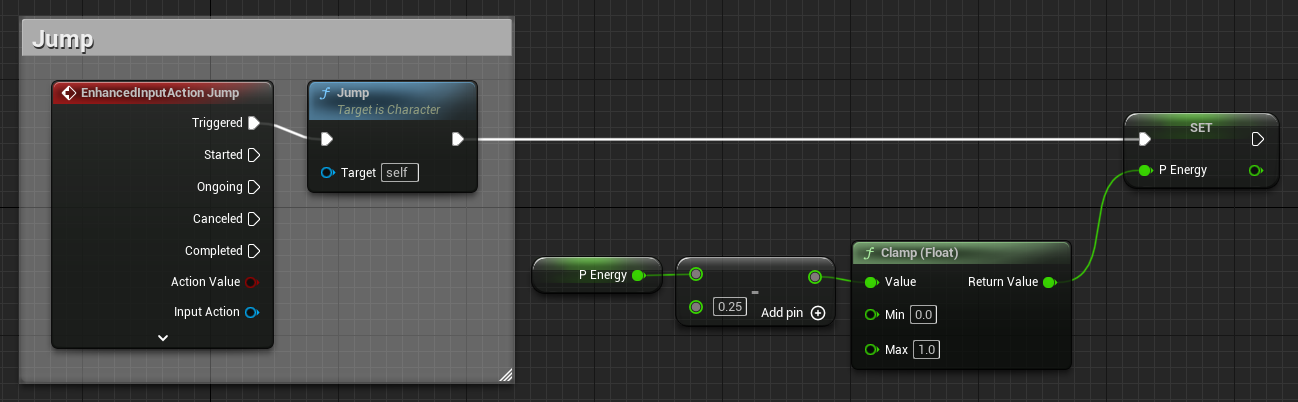 Jump
EnhancedInputAction Jump
Triggered
Started
Ongoing
Canceled
Completed
Action Value
Input Action
Jump
Target is Character
Target self
P Energy
-
0.25
Add pin
Clamp (Float)
Value Return Value
Min 0.0
Max 1.0
SET
P Energy